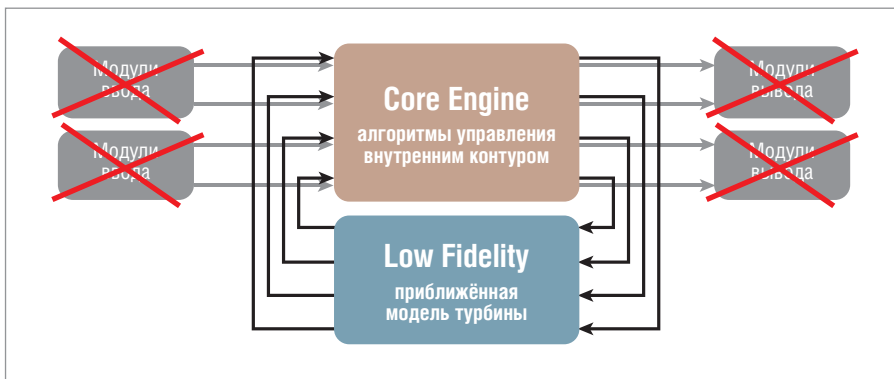 Модули
ввода
Модули
ввода
Core Engine
алгоритмы управления
внутренним контуром
Low Fidelity
приближённая
модель турбины
Модули
вывода
Модули
вывода